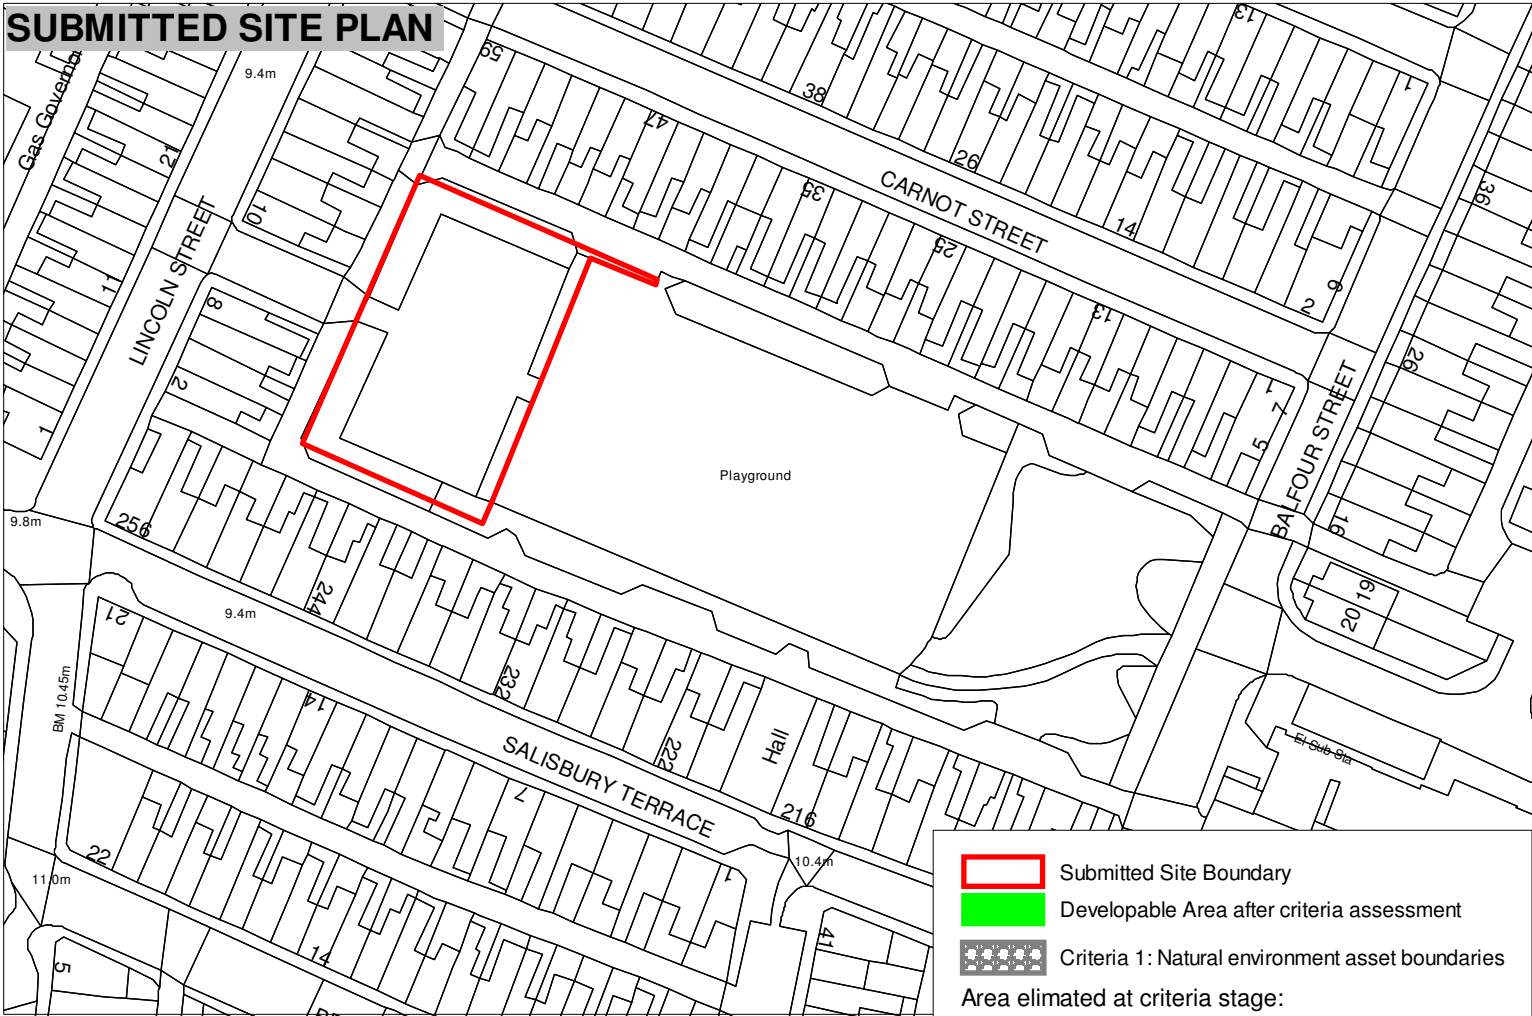 SUBMITTED SITE PLAN
Gas Governor
9.4m
59
13
1
21
47
38
26
36
10
35
CARNOT STREET
14
LINCOLN STREET
11
8
25
13
2
9
26
2
1
7
5
1
BALFOUR STREET
Playground
16
9.8m
256
244
19
20
21
9.4m
BM 10.45m
14
232
222
Hall
El Sub Sta
SALISBURY TERRACE
7
216
22
11.0m
1
10.4m
14
5
41
Submitted Site Boundary
Developable Area after criteria assessment
Criteria 1: Natural environment asset boundaries
Area elimated at criteria stage: